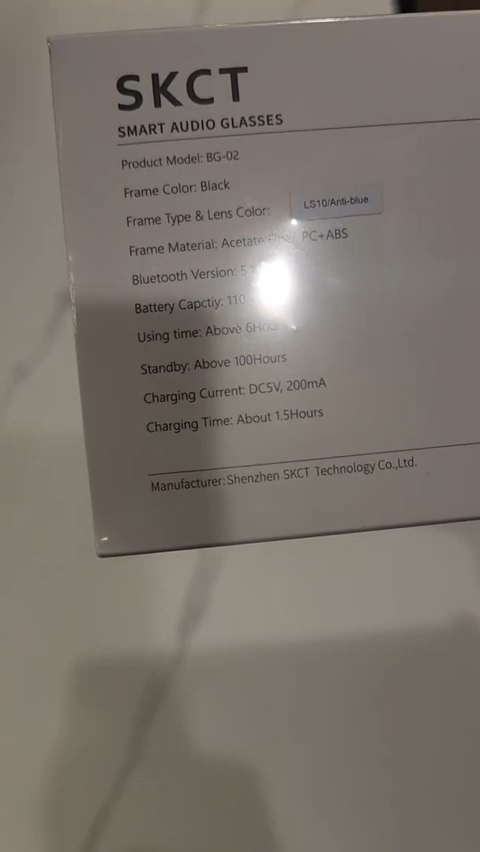 SKCT
SMART AUDIO GLASSES
Product Model: BG-02
Frame Color: Black
Frame Type & Lens Color: LS10/Anti-blue
Frame Material: Acetate PC+ABS
Bluetooth Version:
Battery Capctiy: 110
Using time: Above
Standby: Above 100Hours
Charging Current: DC5V, 200mA
Charging Time: About 1.5Hours
Manufacturer:Shenzhen SKCT Technology Co.,Ltd.